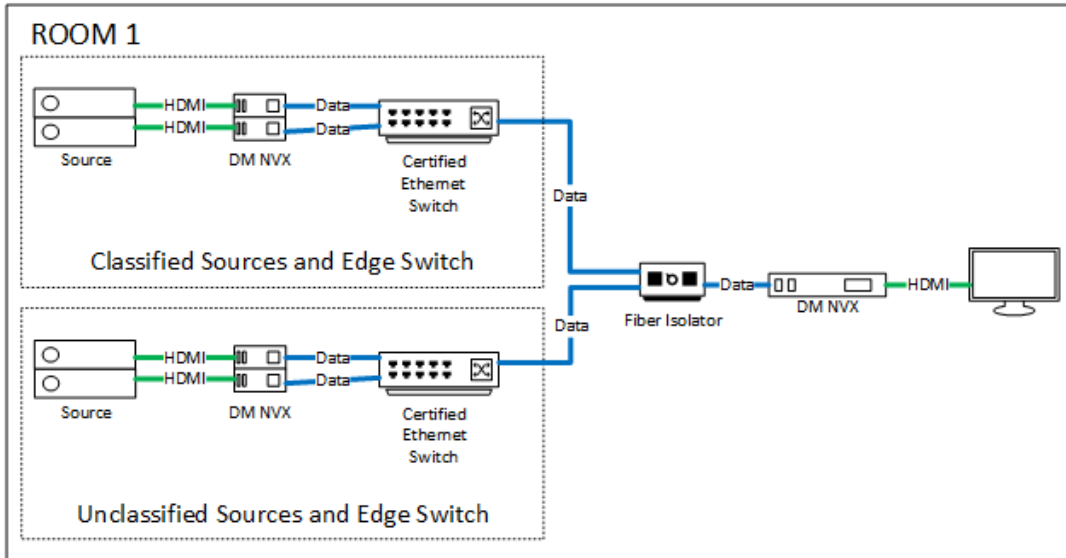 ROOM 1
HDMI
Data
HDMI
Data
Source
DM NVX
Certified
Ethernet
Switch
Classified Sources and Edge Switch
Data
Data
HDMI
Fiber Isolator
DM NVX
Data
HDMI
Data
HDMI
Data
Source
DM NVX
Certified
Ethernet
Switch
Unclassified Sources and Edge Switch